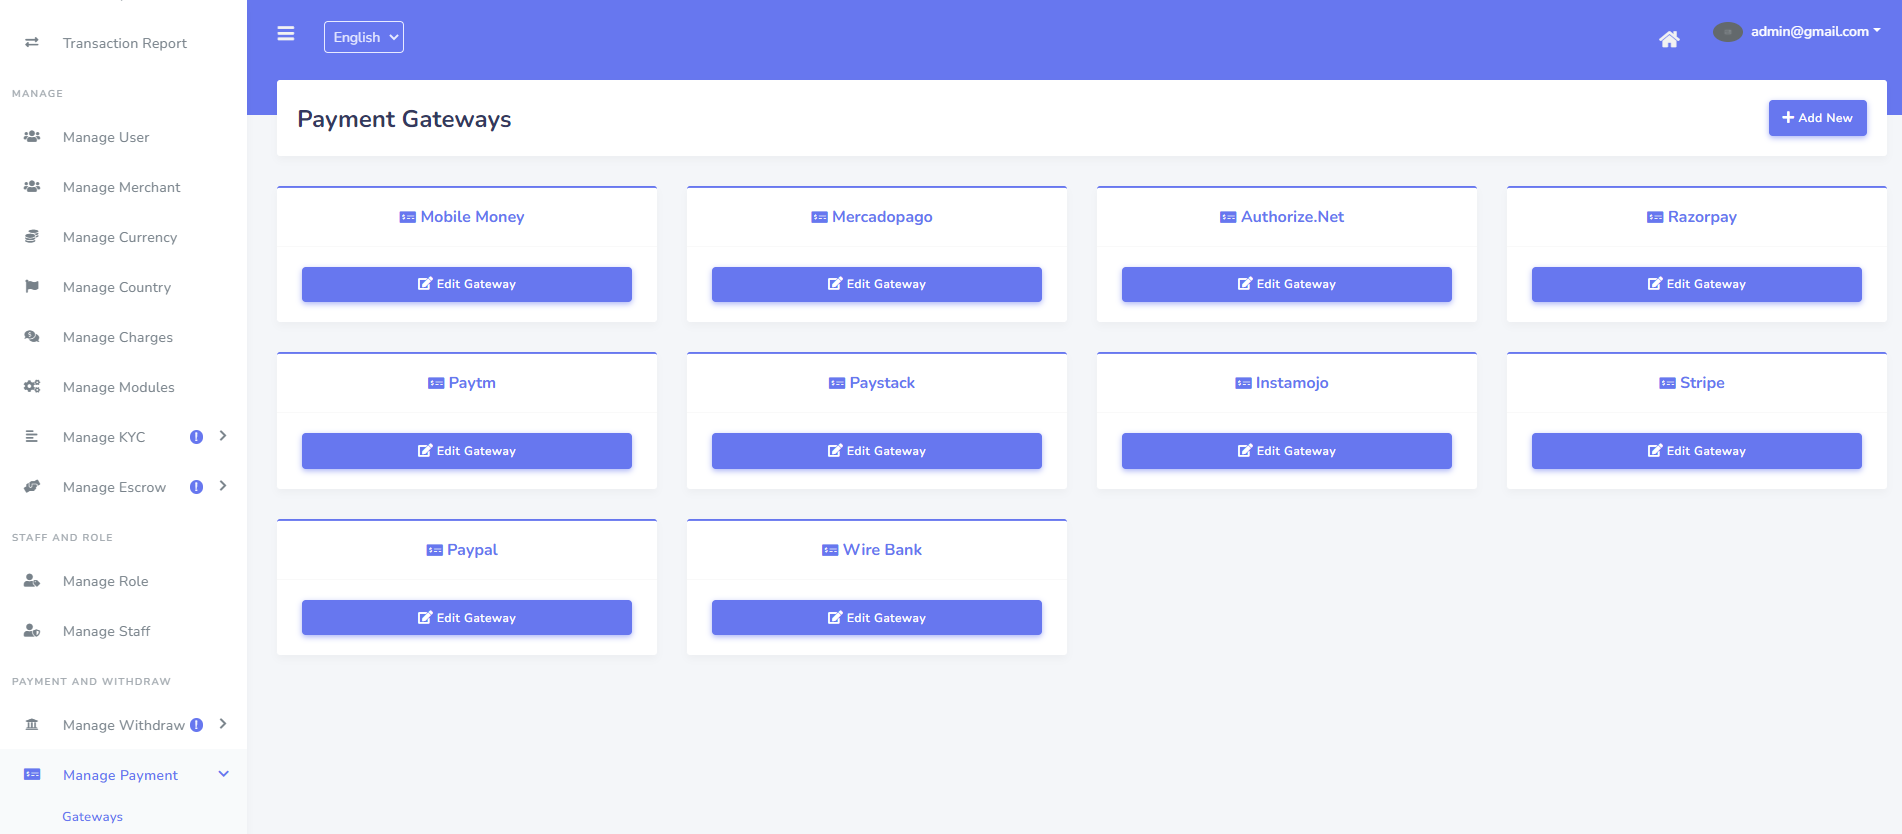 Transaction Report
MANAGE
Manage User
Manage Merchant
Manage Currency
Manage Country
Manage Charges
Manage Modules
Manage KYC
Manage Escrow
STAFF AND ROLE
Manage Role
Manage Staff
PAYMENT AND WITHDRAW
Manage Withdraw
Manage Payment
Gateways
English
admin@gmail.com
Payment Gateways
Add New
Mobile Money
Edit Gateway
Mercadopago
Edit Gateway
Authorize.Net
Edit Gateway
Razorpay
Edit Gateway
Paytm
Edit Gateway
Paystack
Edit Gateway
Instamojo
Edit Gateway
Stripe
Edit Gateway
Paypal
Edit Gateway
Wire Bank
Edit Gateway